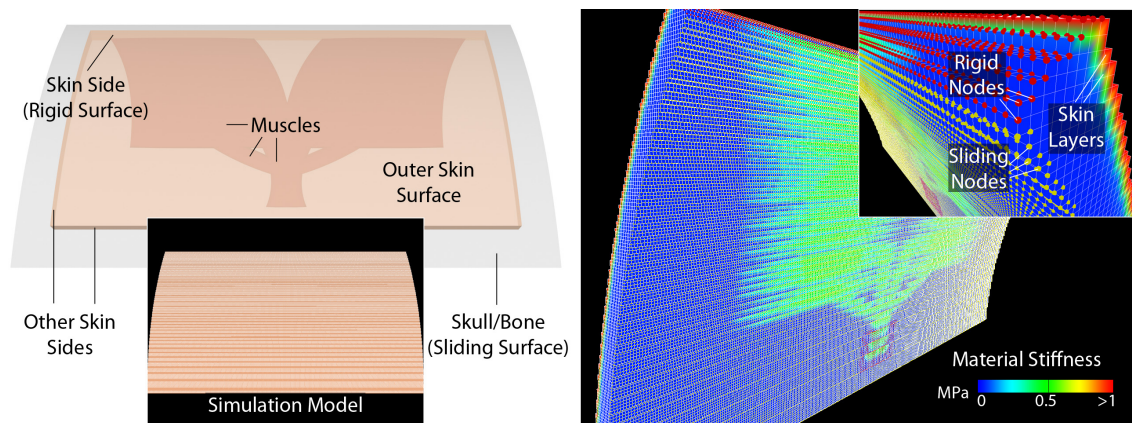 Skin Side
(Rigid Surface)
Muscles
Outer Skin
Surface
Other Skin
Sides
Skull/Bone
(Sliding Surface)
Simulation Model
Rigid
Nodes
Skin
Layers
Sliding
Nodes
Material Stiffness
MPa
0 0.5 >1